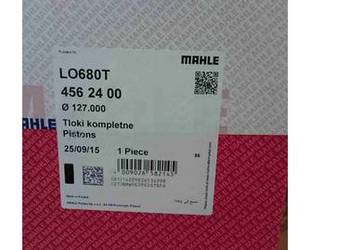 MAHLE
LO680T
456 24 00
Ø 127.000
Tloki kompletne
Pistons
25/09/15 1 Piece
MAHLE